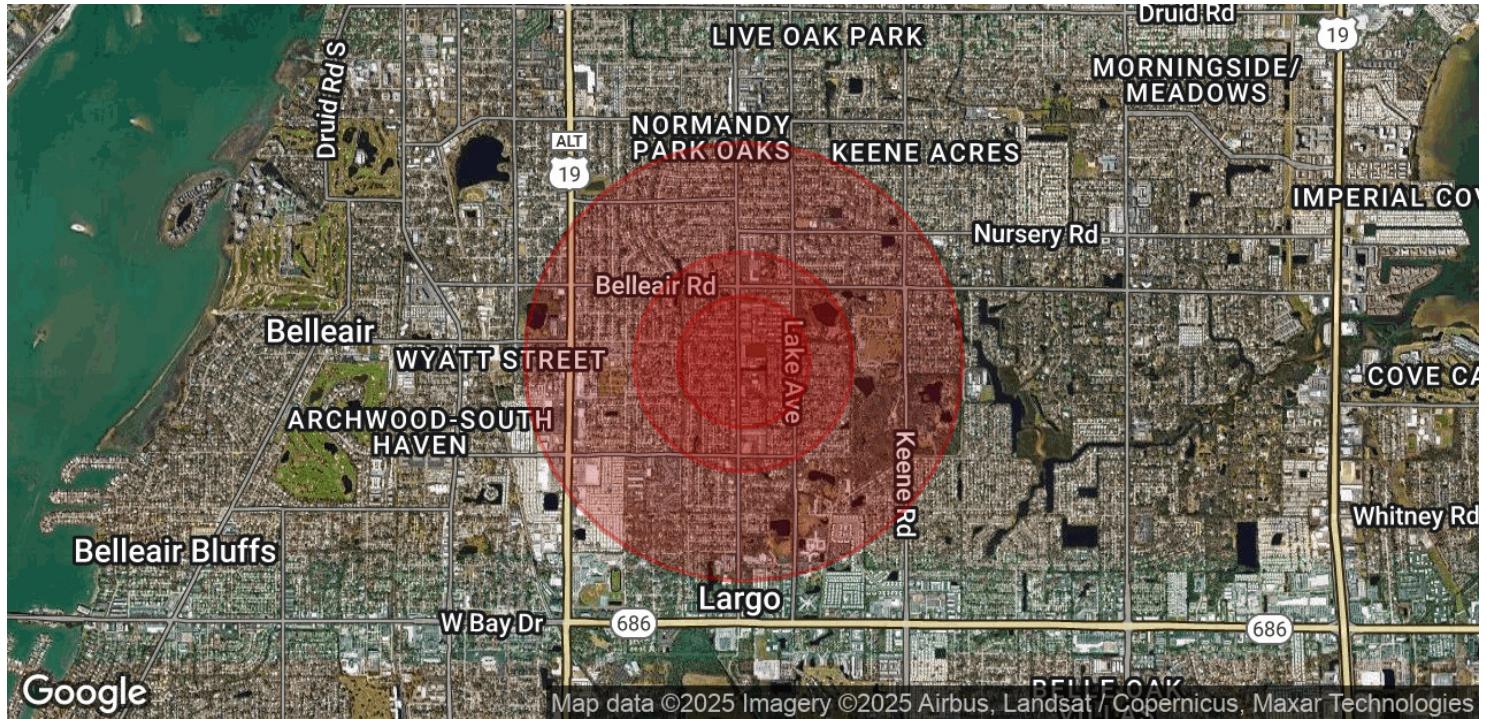 Druid Rd
19
LIVE OAK PARK
Druid Rd S
MORNINGSIDE/
MEADOWS
NORMANDY
PARK OAKS
ALT
19
KEENE ACRES
IMPERIAL COV
Nursery Rd
Belleair Rd
Belleair
WYATT STREET
Lake Ave
COVE CA
ARCHWOOD-SOUTH
HAVEN
Keene Rd
Whitney Rd
Belleair Bluffs
Largo
W Bay Dr
686
686
BELLE OAK
Google
Map data ©2025 Imagery ©2025 Airbus, Landsat / Copernicus, Maxar Technologies